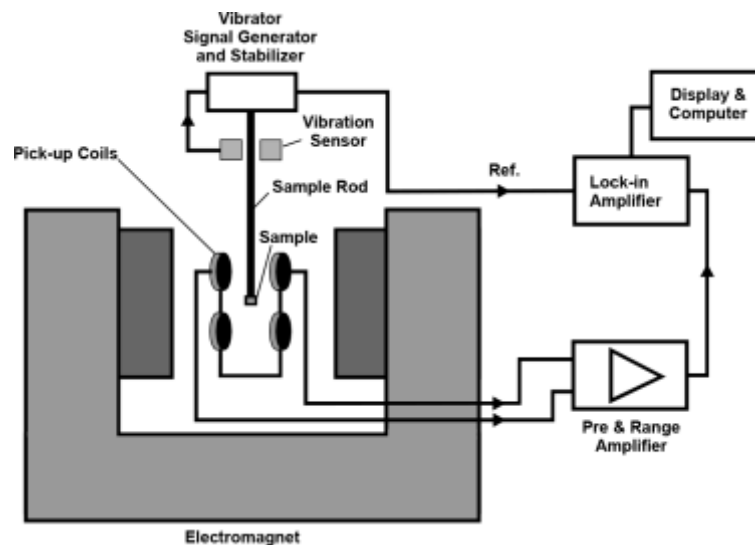 Vibrator
Signal Generator
and Stabilizer
Display &
Computer
Vibration
Sensor
Pick-up Coils
Ref.
Lock-in
Amplifier
Sample Rod
Sample
Pre & Range
Amplifier
Electromagnet